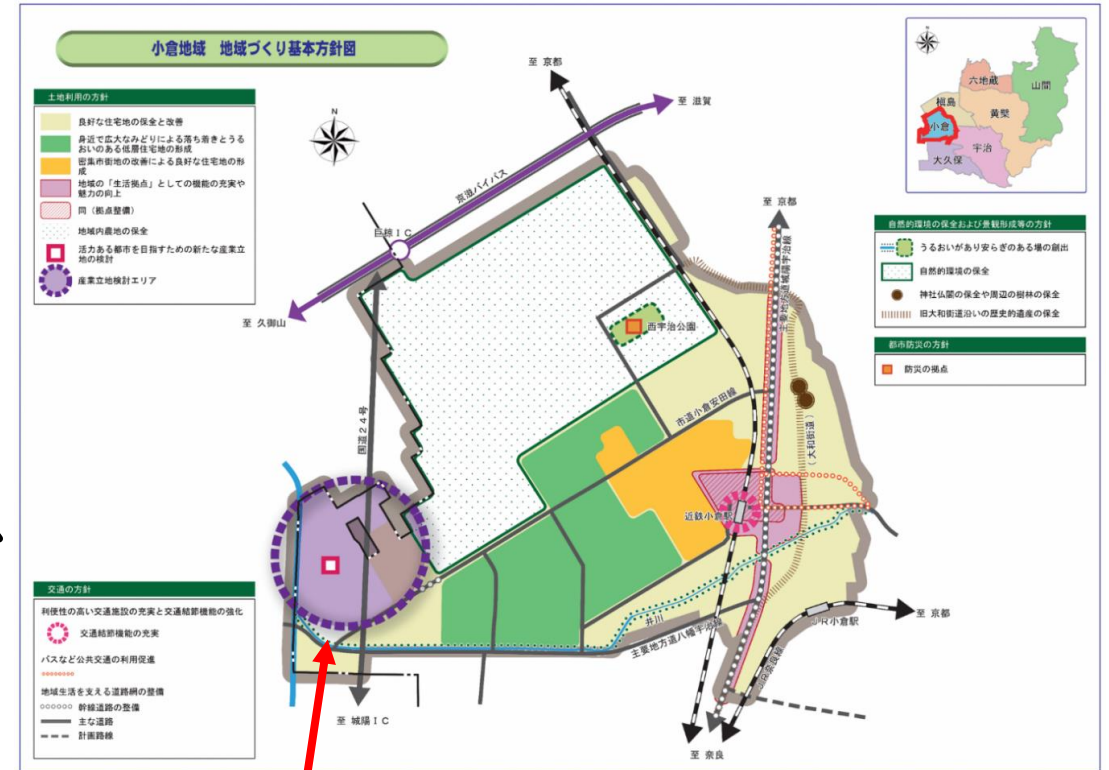 小倉地域 地域づくり基本方針図
土地利用の方針
良好な住宅地の保全と改善
身近で広大なみどりによる落ち着きとうる
おいのある低層住宅地の形成
密集市街地の改善による良好な住宅地の形
成
地域の「生活拠点」としての機能の充実や
魅力の向上
同（拠点整備）
地域内農地の保全
活力ある都市を目指すための新たな産業立
地の検討
産業立地検討エリア
N
至 京都
至 滋賀
京滋バイパス
巨椋ＩＣ
至 久御山
国道２４号
西宇治公園
市道小倉安田線
至 京都
主要地方道城陽宇治線
（大和街道）
近鉄小倉駅
井川
主要地方道八幡宇治線
ＪＲ小倉駅
ＪＲ奈良線
至 京都
至 奈良
至 城陽ＩＣ
六地蔵
山間
槇島
黄檗
小倉
宇治
大久保
自然的環境の保全および景観形成等の方針
うるおいがあり安らぎのある場の創出
自然的環境の保全
神社仏閣の保全や周辺の樹林の保全
旧大和街道沿いの歴史的遺産の保全
都市防災の方針
防災の拠点
交通の方針
利便性の高い交通施設の充実と交通結節機能の強化
交通結節機能の充実
バスなど公共交通の利用促進
地域生活を支える道路網の整備
幹線道路の整備
主な道路
計画路線